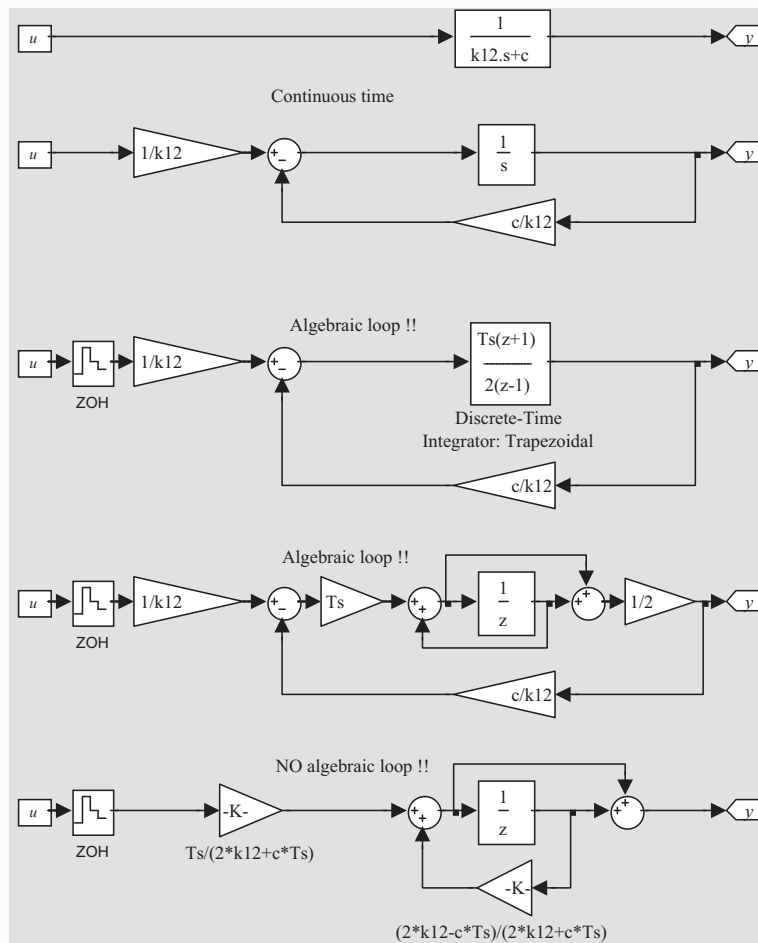 u
1
k12.s+c
y
Continuous time
u
1/k12
+
−
1
s
y
c/k12
Algebraic loop !!
u
ZOH
1/k12
+
−
Ts(z+1)
2(z-1)
y
Discrete-Time
Integrator: Trapezoidal
c/k12
Algebraic loop !!
u
ZOH
1/k12
+
−
Ts
+
+
1
z
+
+
1/2
y
c/k12
NO algebraic loop !!
u
ZOH
-K-
Ts/(2*k12+c*Ts)
+
+
1
z
+
+
y
-K-
(2*k12-c*Ts)/(2*k12+c*Ts)